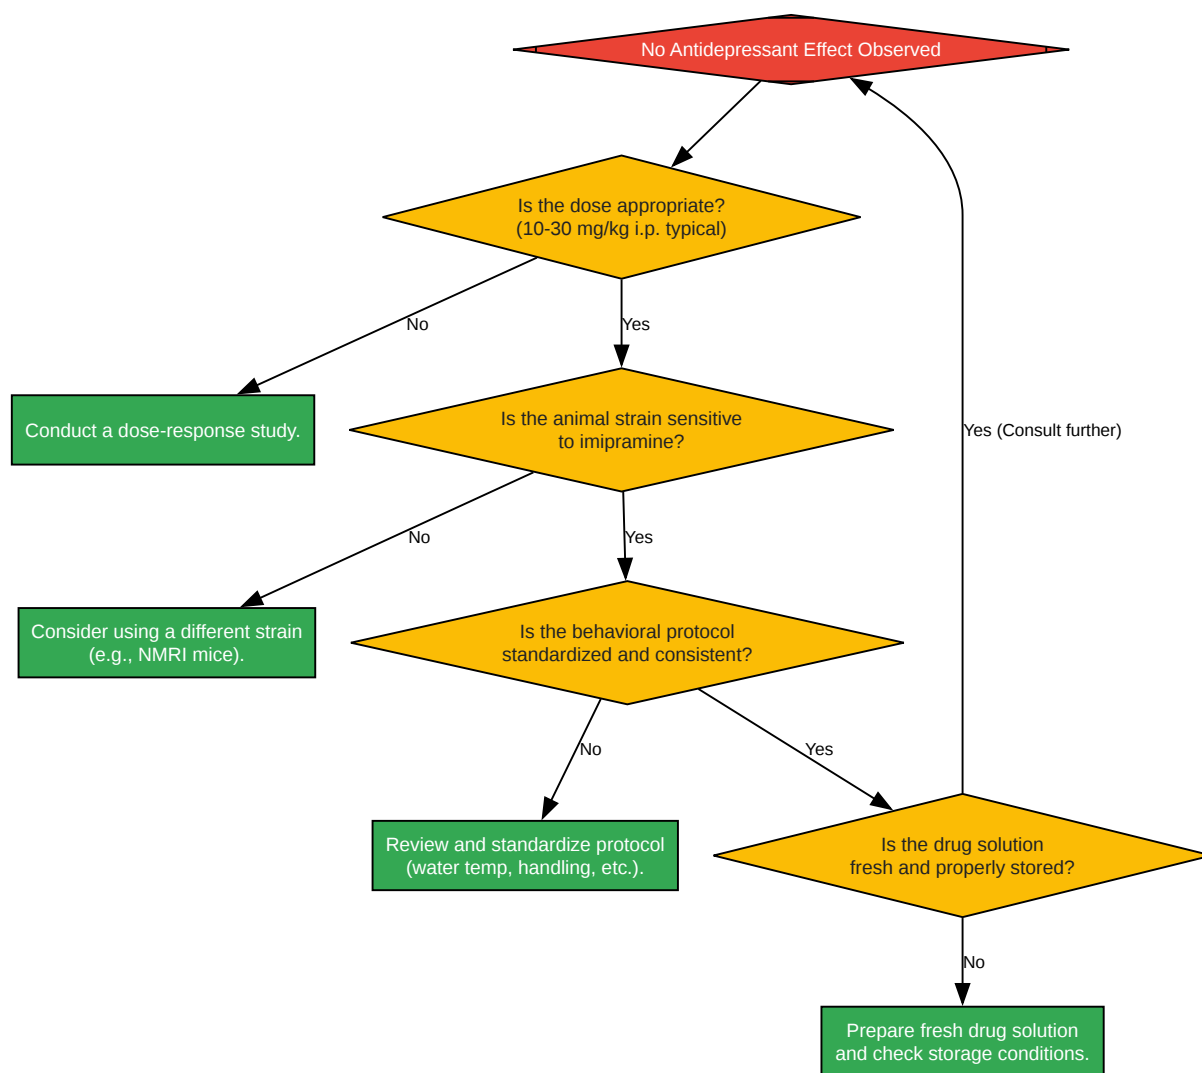 No Antidepressant Effect Observed
Is the dose appropriate?
(10-30 mg/kg i.p. typical)
No
Yes
Conduct a dose-response study.
Is the animal strain sensitive
to imipramine?
Yes (Consult further)
No
Yes
Consider using a different strain
(e.g., NMRI mice).
Is the behavioral protocol
standardized and consistent?
No
Yes
Review and standardize protocol
(water temp, handling, etc.).
Is the drug solution
fresh and properly stored?
No
Prepare fresh drug solution
and check storage conditions.